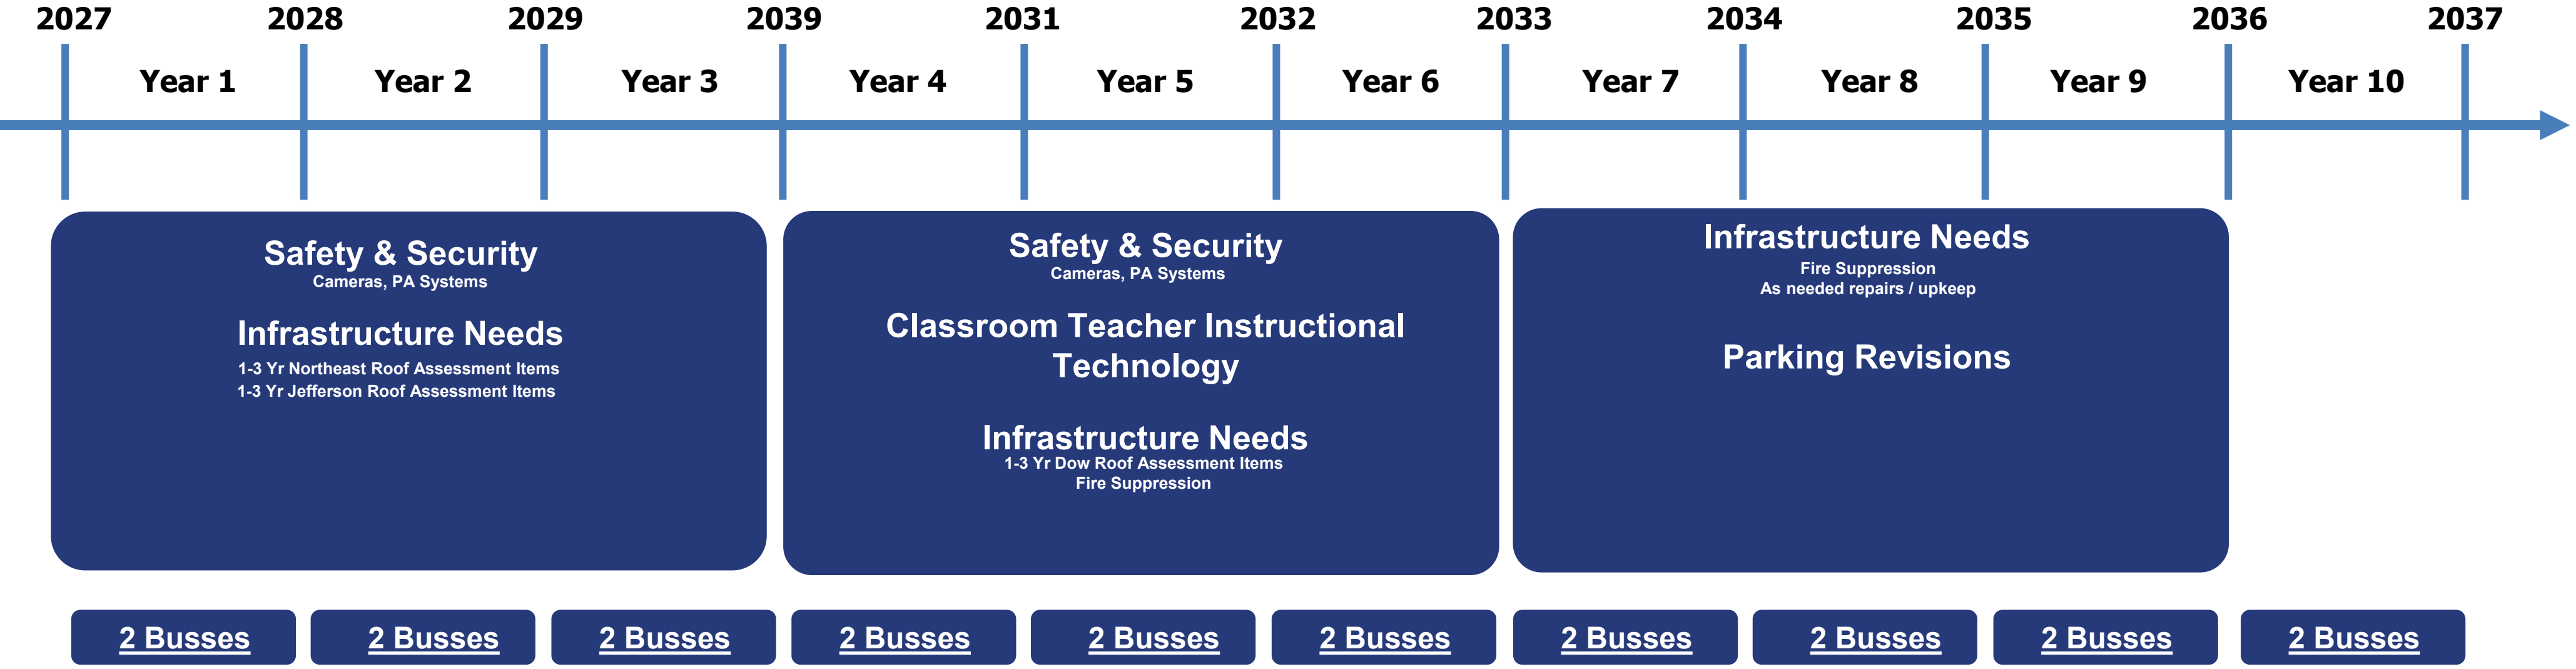 2027 2028 2029 2039 2031 2032 2033 2034 2035 2036 2037
Year 1 Year 2 Year 3 Year 4 Year 5 Year 6 Year 7 Year 8 Year 9 Year 10
Safety & Security
Cameras, PA Systems
Infrastructure Needs
1-3 Yr Northeast Roof Assessment Items
1-3 Yr Jefferson Roof Assessment Items
Safety & Security
Cameras, PA Systems
Classroom Teacher Instructional
Technology
Infrastructure Needs
1-3 Yr Dow Roof Assessment Items
Fire Suppression
Infrastructure Needs
Fire Suppression
As needed repairs / upkeep
Parking Revisions
2 Busses 2 Busses 2 Busses 2 Busses 2 Busses 2 Busses 2 Busses 2 Busses 2 Busses 2 Busses